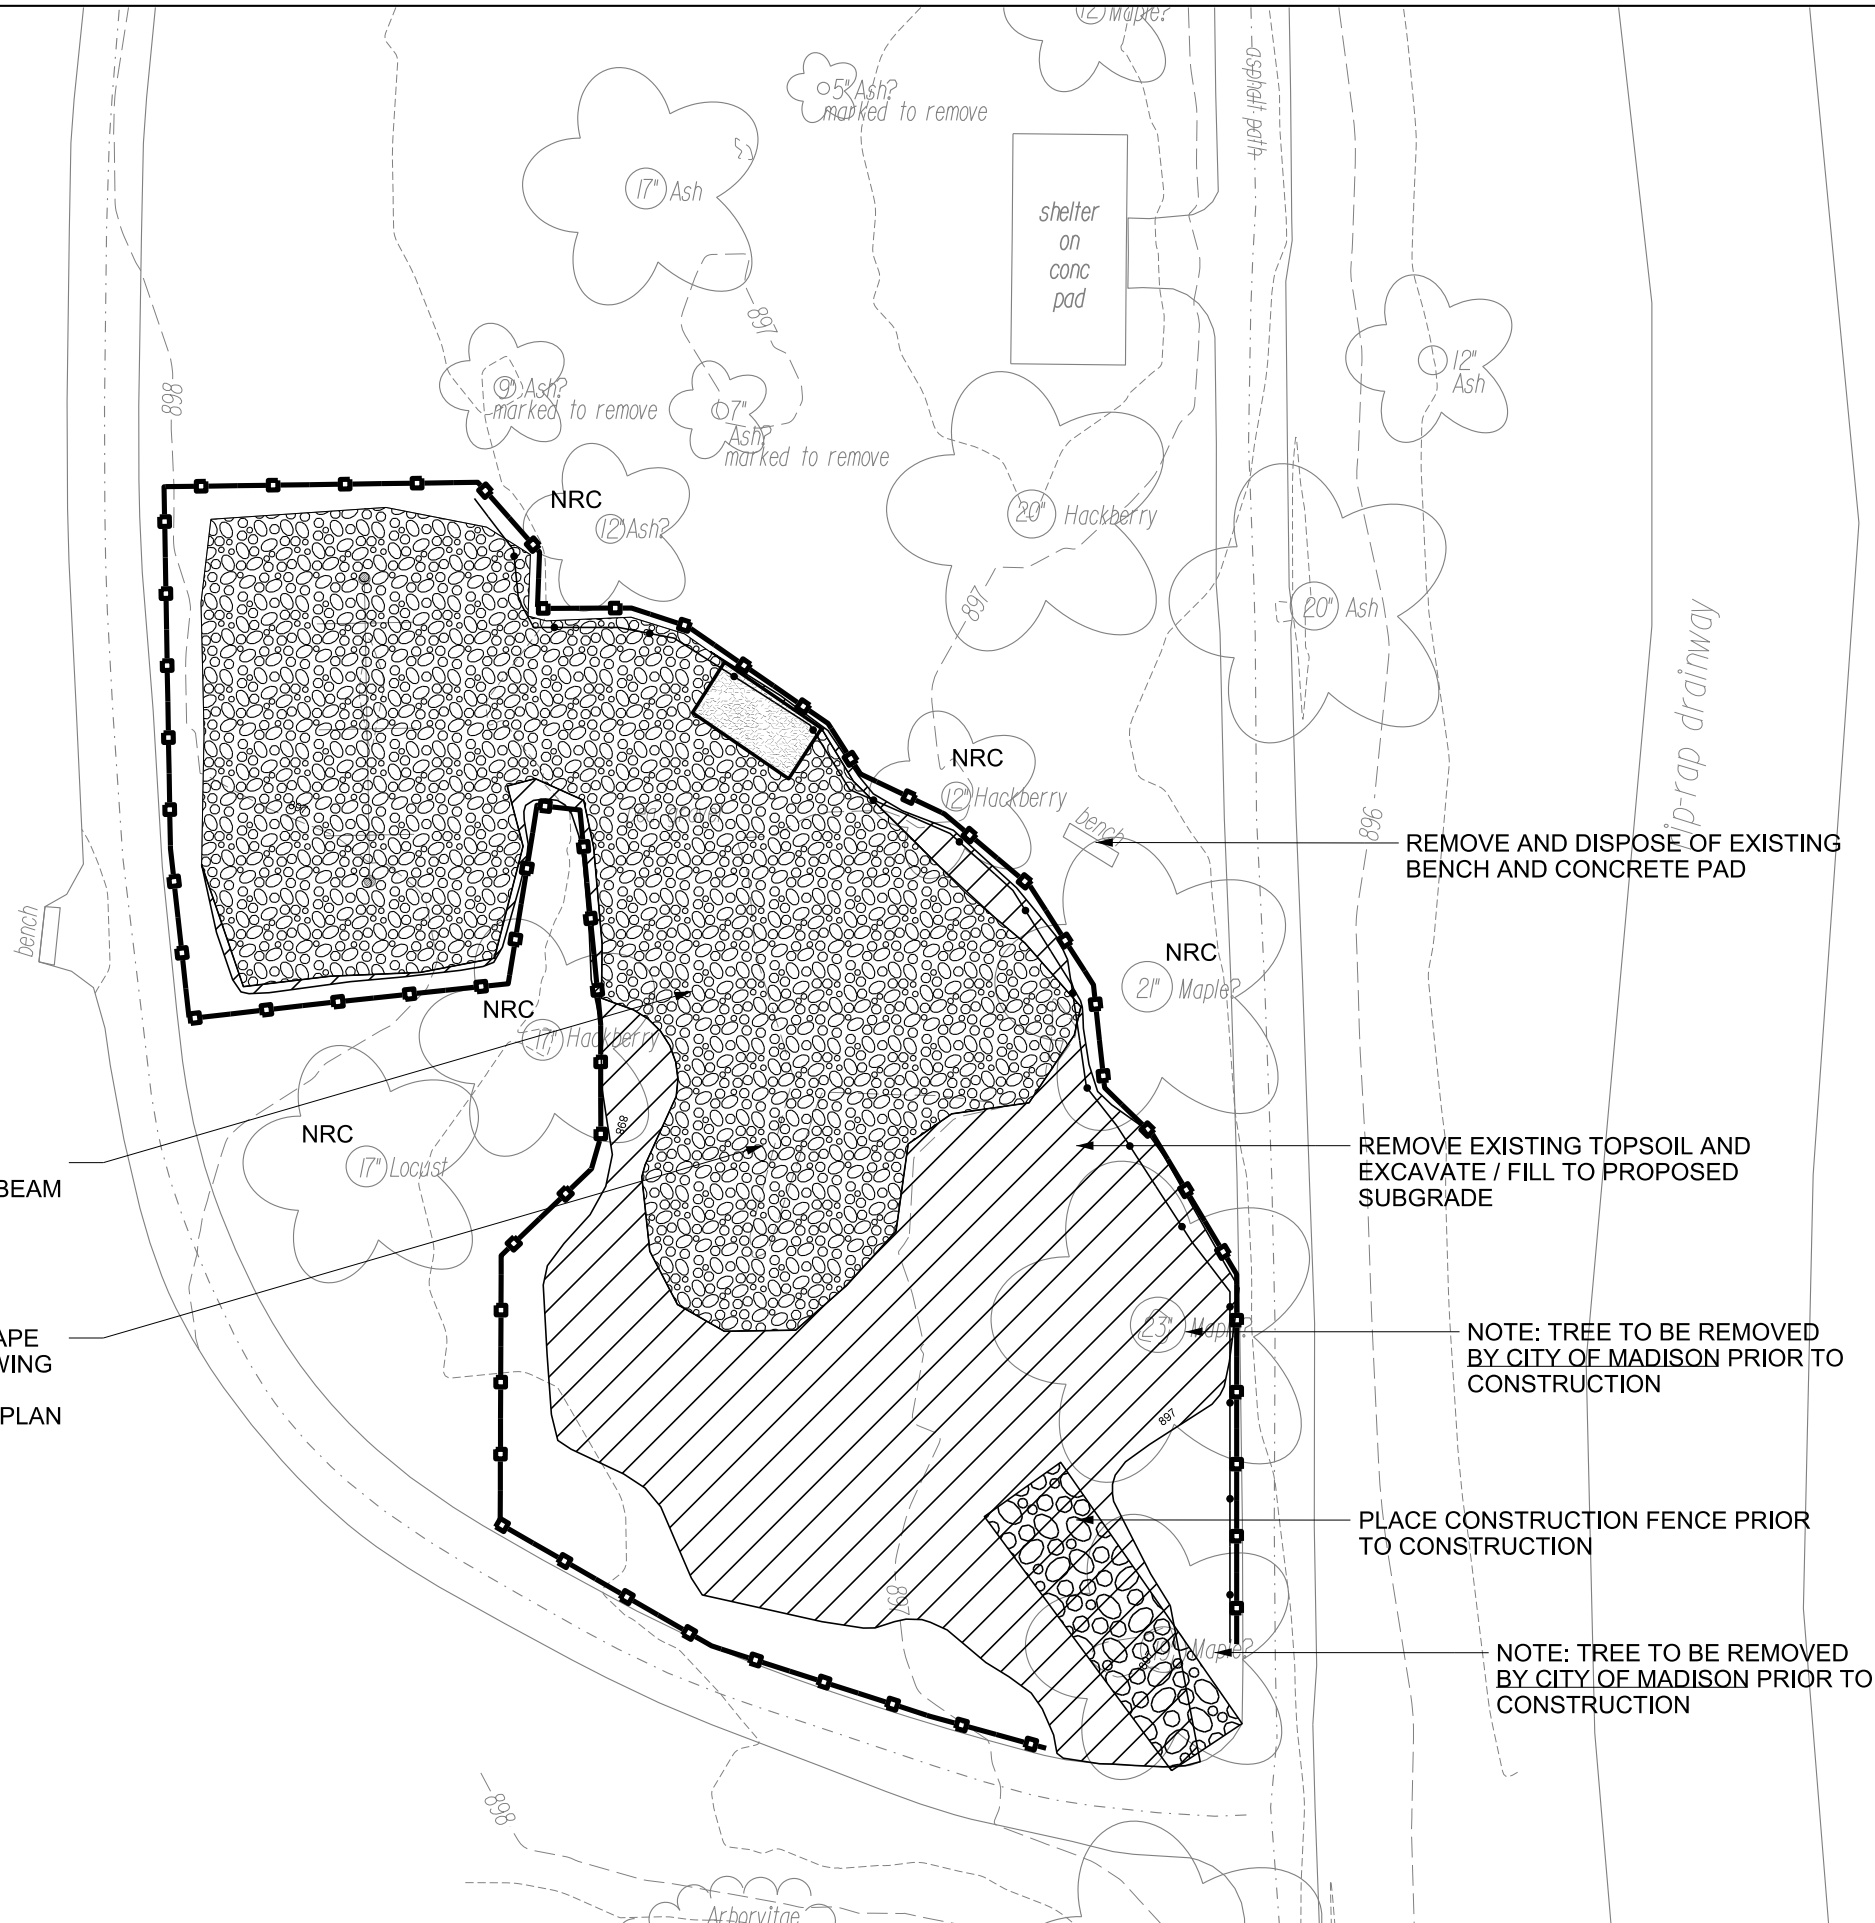 12" Maple?
5" Ash?
marked to remove
asphalt path
17" Ash
shelter
on
conc
pad
897
12"
Ash
9" Ash?
marked to remove
7"
Ash?
marked to remove
898
NRC
12" Ash?
20" Hackberry
897
20" Ash
rip-rap drainway
NRC
12" Hackberry
bench
896
REMOVE AND DISPOSE OF EXISTING
BENCH AND CONCRETE PAD
bench
NRC
21" Maple?
NRC
17" Hackberry
898
NRC
17" Locust
BEAM
REMOVE EXISTING TOPSOIL AND
EXCAVATE / FILL TO PROPOSED
SUBGRADE
APE
WING
PLAN
23" Maple?
NOTE: TREE TO BE REMOVED
BY CITY OF MADISON PRIOR TO
CONSTRUCTION
897
PLACE CONSTRUCTION FENCE PRIOR
TO CONSTRUCTION
897
Maple?
NOTE: TREE TO BE REMOVED
BY CITY OF MADISON PRIOR TO
CONSTRUCTION
898
Arborvitae